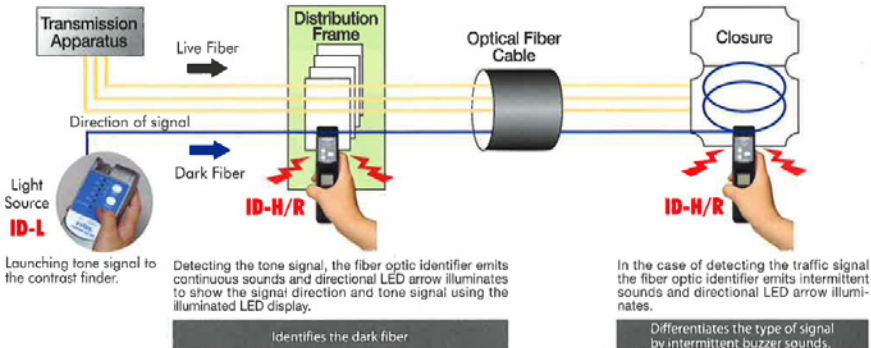 Transmission
Apparatus
Live Fiber
Distribution
Frame
Optical Fiber
Cable
Closure
Direction of signal
Dark Fiber
Light
Source
ID-L
ID-H/R
ID-H/R
Launching tone signal to
the contrast finder.
Detecting the tone signal, the fiber optic identifier emits
continuous sounds and directional LED arrow illuminates
to show the signal direction and tone signal using the
illuminated LED display.
Identifies the dark fiber
In the case of detecting the traffic signal
the fiber optic identifier emits intermittent
sounds and directional LED arrow illumi-
nates.
Differentiates the type of signal
by intermittent buzzer sounds.